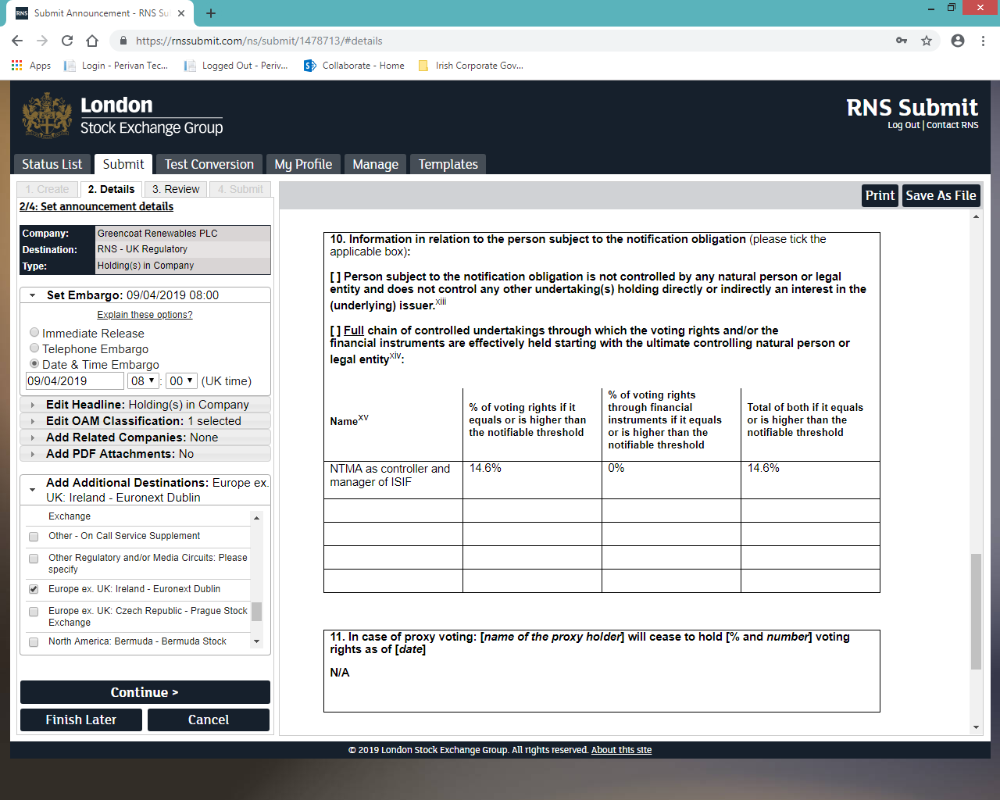 RNS Submit Announcement - RNS Su
https://rnssubmit.com/ns/submit/1478713/#details
Apps Login - Perivan Tec... Logged Out - Periv... Collaborate - Home Irish Corporate Gov...
London
Stock Exchange Group
RNS Submit
Log Out | Contact RNS
Status List Submit Test Conversion My Profile Manage Templates
1. Create 2. Details 3. Review 4. Submit
2/4: Set announcement details
Company: Greencoat Renewables PLC
Destination: RNS - UK Regulatory
Type: Holding(s) in Company
Set Embargo: 09/04/2019 08:00
Explain these options?
Immediate Release
Telephone Embargo
Date & Time Embargo
09/04/2019 08 : 00 (UK time)
Edit Headline: Holding(s) in Company
Edit OAM Classification: 1 selected
Add Related Companies: None
Add PDF Attachments: No
Add Additional Destinations: Europe ex.
UK: Ireland - Euronext Dublin
Exchange
Other - On Call Service Supplement
Other Regulatory and/or Media Circuits: Please
specify
Europe ex. UK: Ireland - Euronext Dublin
Europe ex. UK: Czech Republic - Prague Stock
Exchange
North America: Bermuda - Bermuda Stock
Continue >
Finish Later Cancel
Print Save As File
10. Information in relation to the person subject to the notification obligation (please tick the
applicable box):
[ ] Person subject to the notification obligation is not controlled by any natural person or legal
entity and does not control any other undertaking(s) holding directly or indirectly an interest in the
(underlying) issuer.xiii
[ ] Full chain of controlled undertakings through which the voting rights and/or the
financial instruments are effectively held starting with the ultimate controlling natural person or
legal entityxiv:
Namexv
% of voting rights if it
equals or is higher than
the notifiable threshold
% of voting rights
through financial
instruments if it equals
or is higher than the
notifiable threshold
Total of both if it equals
or is higher than the
notifiable threshold
NTMA as controller and
manager of ISIF
14.6% 0% 14.6%
11. In case of proxy voting: [name of the proxy holder] will cease to hold [% and number] voting
rights as of [date]
N/A
© 2019 London Stock Exchange Group. All rights reserved. About this site